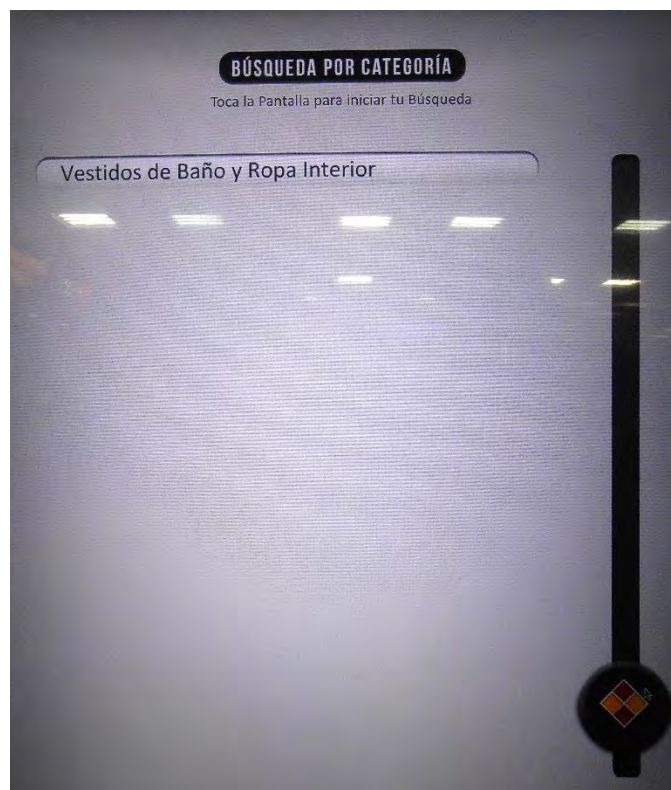 BÚSQUEDA POR CATEGORÍA
Toca la Pantalla para iniciar tu Búsqueda
Vestidos de Baño y Ropa Interior